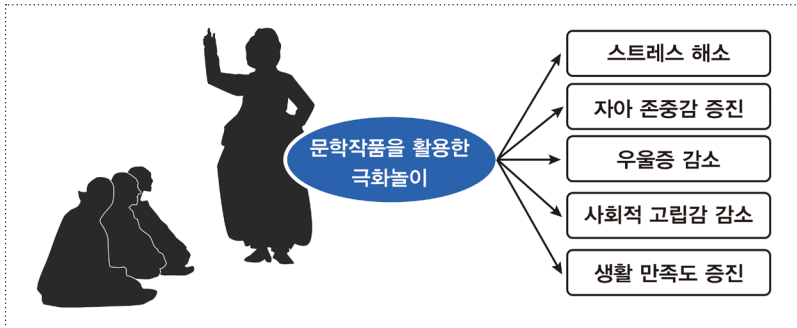 문학작품을 활용한
극화놀이
스트레스 해소
자아 존중감 증진
우울증 감소
사회적 고립감 감소
생활 만족도 증진